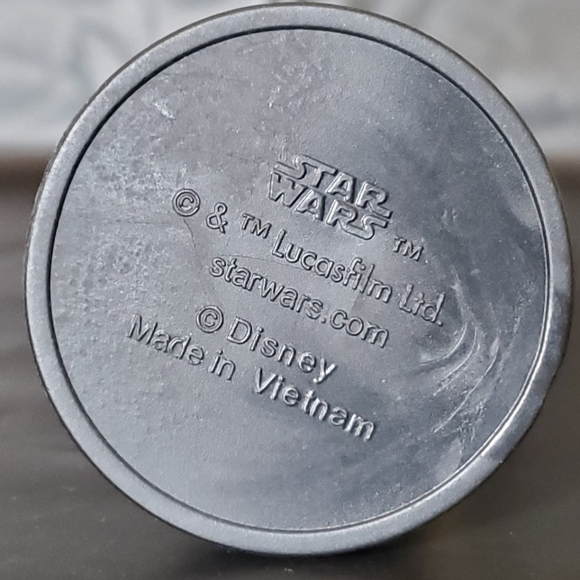 STAR
WARS ™
© & ™ Lucasfilm Ltd.
starwars.com
© Disney
Made in Vietnam